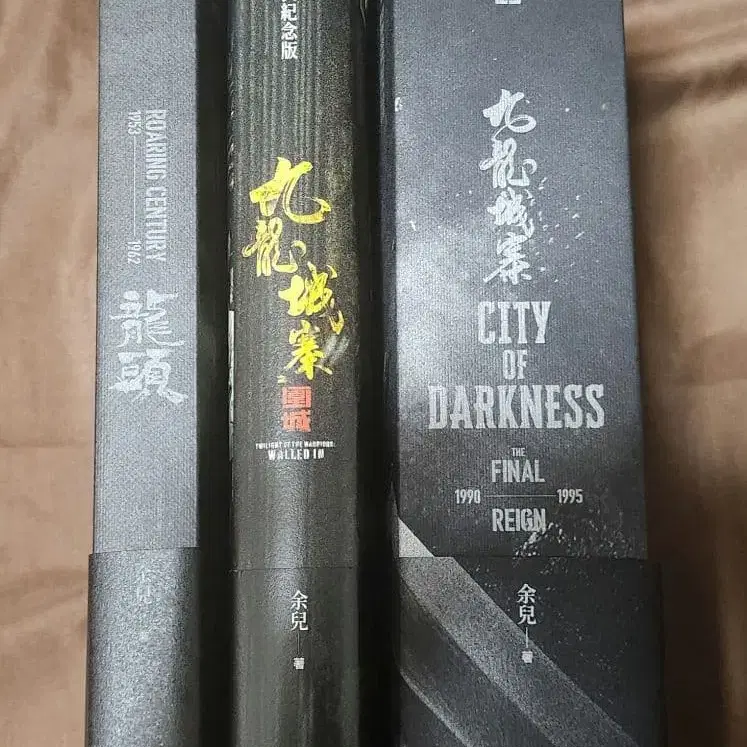 ROARING CENTURY
1953
1962
龍頭
余兒
紀念版
九龍城寨
圍城
TWILIGHT OF THE WARRIORS:
WALLED IN
余兒
著
九龍城寨
CITY
OF
DARKNESS
THE
FINAL
1990 1995
REIGN
余兒
著